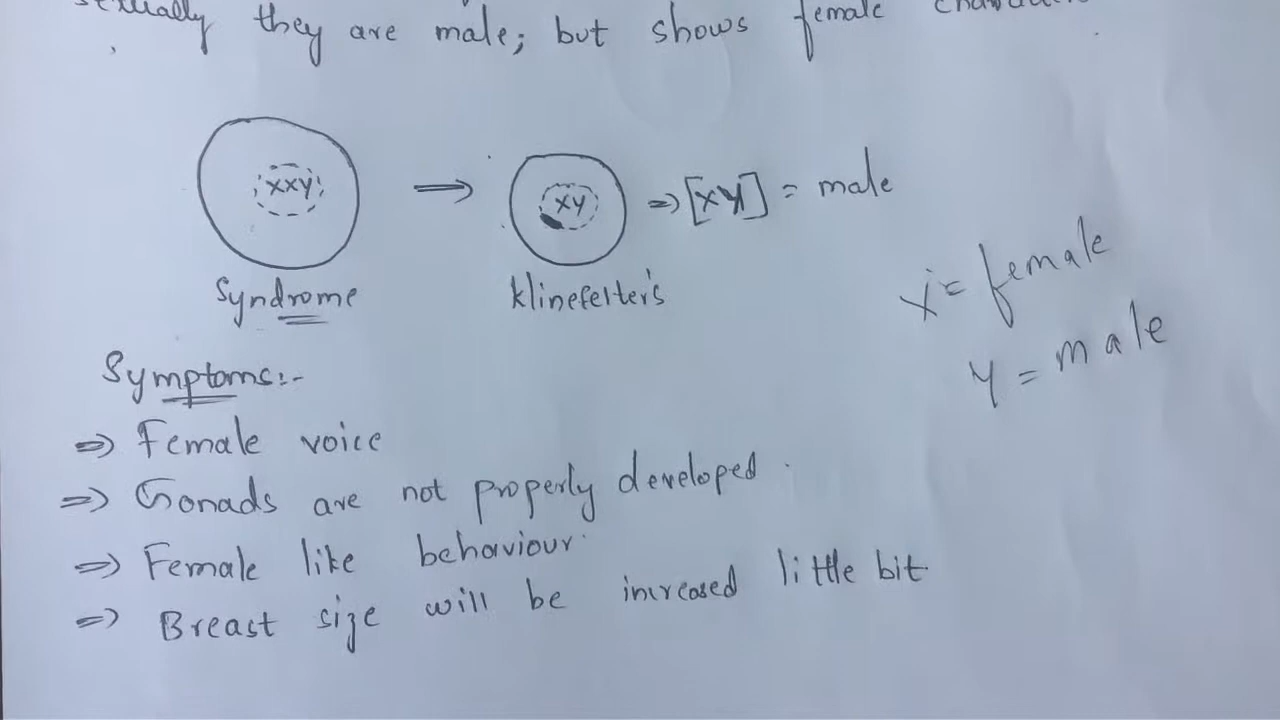 they are male; but shows female
XXY
XY
⇒ [XY] = male
Syndrome
klinefelter's
X = female
Y = male
Symptoms:-
⇒ Female voice
⇒ Gonads are not properly developed.
⇒ Female like behaviour.
⇒ Breast size will be increased little bit